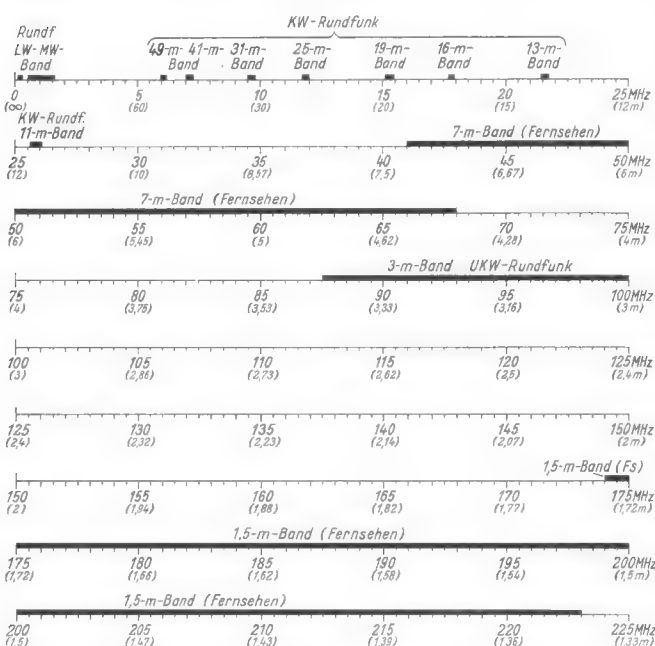 KW-Rundfunk
Rundf.
LW- MW- 49-m- 41-m- 31-m- 25-m- 19-m- 16-m- 13-m-
Band Band Band Band Band Band Band
0 5 10 15 20 25MHz
(∞) (60) (30) (20) (15) (12m)
KW-Rundf.
11-m-Band 7-m-Band (Fernsehen)
25 30 35 40 45 50MHz
(12) (10) (8,57) (7,5) (6,67) (6m)
7-m-Band (Fernsehen)
50 55 60 65 70 75MHz
(6) (5,45) (5) (4,62) (4,28) (4m)
3-m-Band UKW-Rundfunk
75 80 85 90 95 100MHz
(4) (3,75) (3,53) (3,33) (3,16) (3m)
100 105 110 115 120 125MHz
(3) (2,86) (2,73) (2,62) (2,5) (2,4m)
125 130 135 140 145 150MHz
(2,4) (2,32) (2,23) (2,14) (2,07) (2m)
1,5-m-Band (Fs)
150 155 160 165 170 175MHz
(2) (1,94) (1,88) (1,82) (1,77) (1,72m)
1,5-m-Band (Fernsehen)
175 180 185 190 195 200MHz
(1,72) (1,66) (1,62) (1,58) (1,54) (1,5m)
1,5-m-Band (Fernsehen)
200 205 210 215 220 225MHz
(1,5) (1,47) (1,43) (1,39) (1,36) (1,33m)